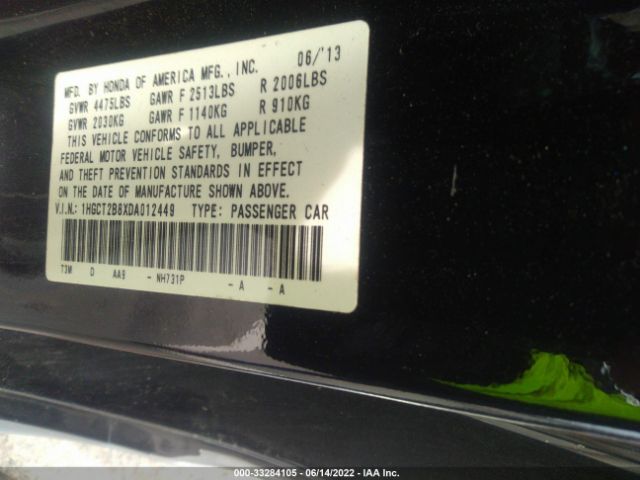 MFD. BY HONDA OF AMERICA MFG., INC. 06/'13
GVWR 4475LBS GAWR F 2513LBS R 2006LBS
GVWR 2030KG GAWR F 1140KG R 910KG
THIS VEHICLE CONFORMS TO ALL APPLICABLE
FEDERAL MOTOR VEHICLE SAFETY, BUMPER,
AND THEFT PREVENTION STANDARDS IN EFFECT
ON THE DATE OF MANUFACTURE SHOWN ABOVE.
V.I.N.: 1HGCT2B8XDA012449 TYPE: PASSENGER CAR
T3M D AA9 - NH731P - A - A
000-33284105 - 06/14/2022 - IAA Inc.